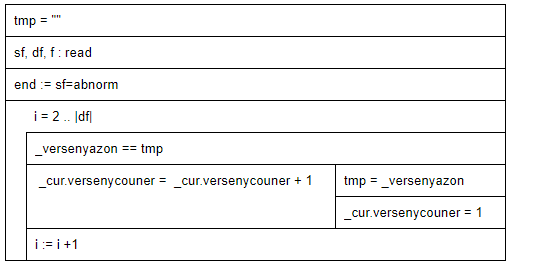 tmp = ""
sf, df, f : read
end := sf=abnorm
i = 2 .. |df|
_versenyazon == tmp
_cur.versenycouner = _cur.versenycouner + 1
tmp = _versenyazon
_cur.versenycouner = 1
i := i +1